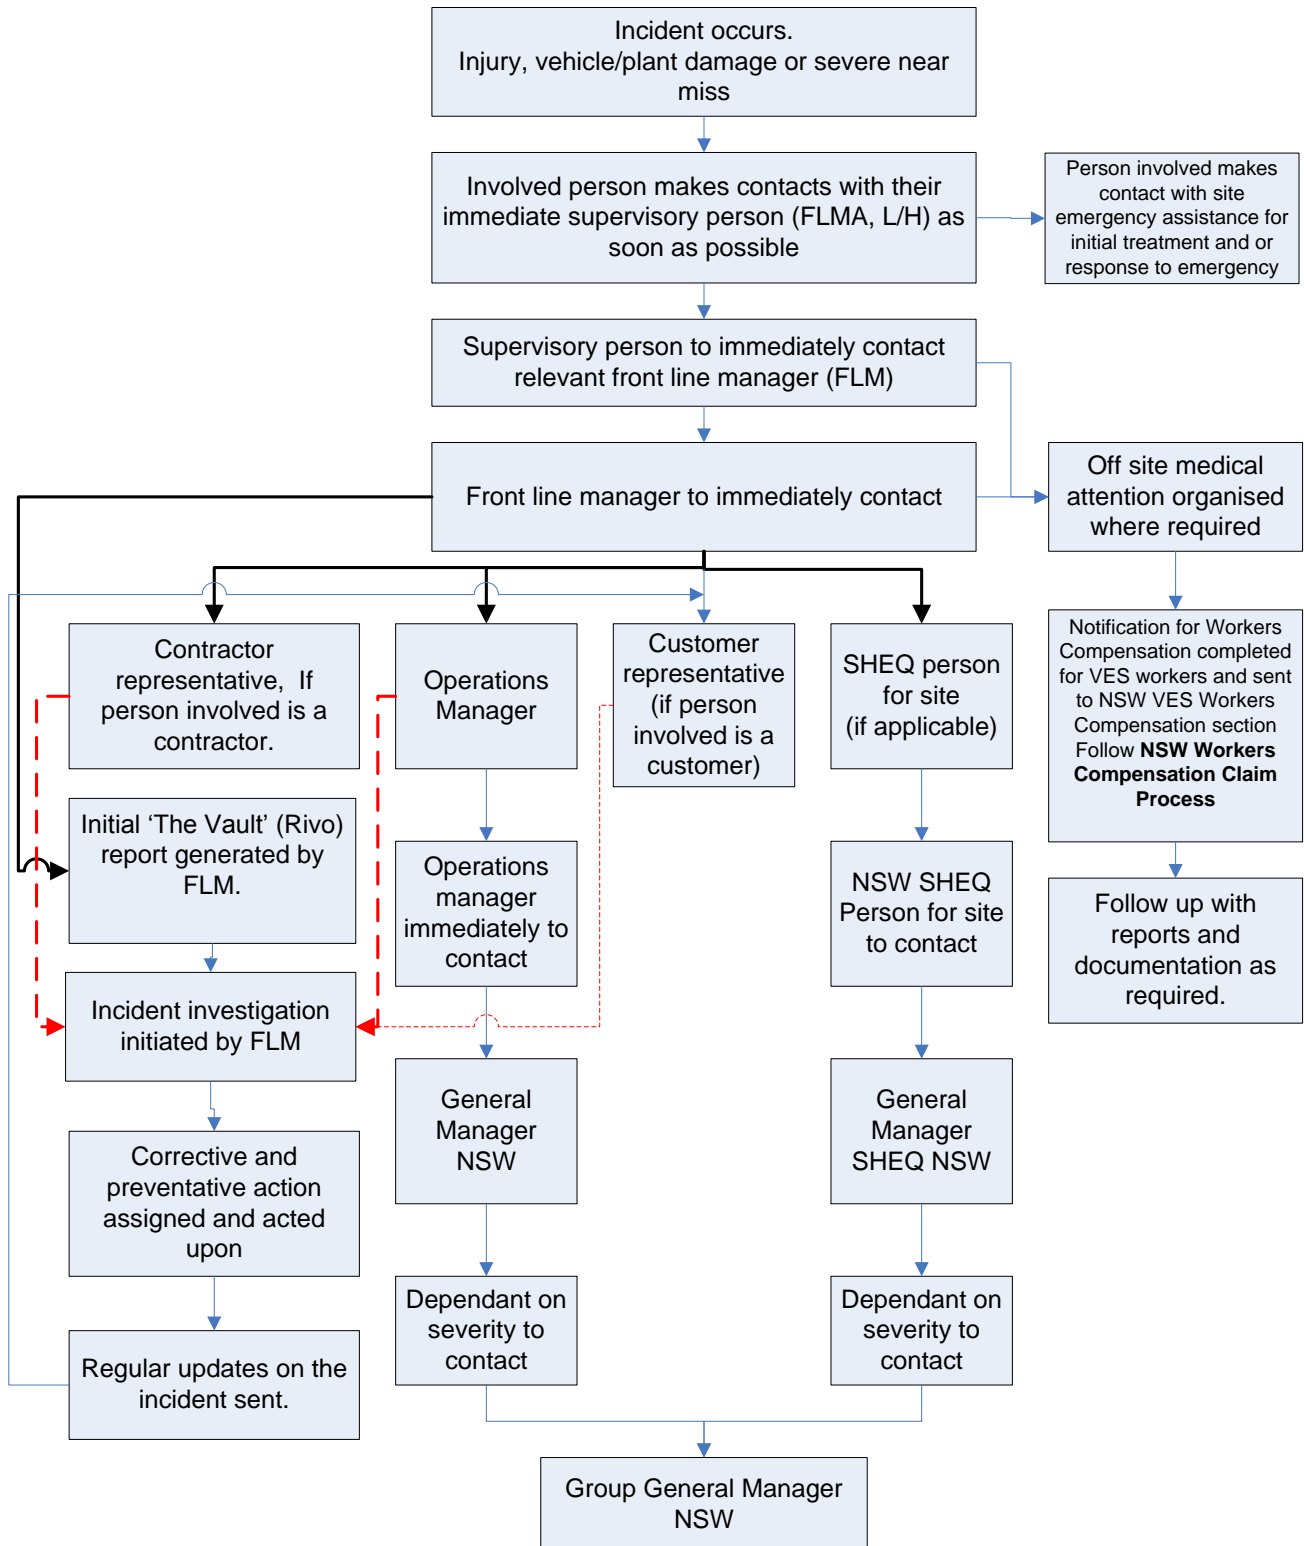 Incident occurs.
Injury, vehicle/plant damage or severe near
miss
Involved person makes contacts with their
immediate supervisory person (FLMA, L/H) as
soon as possible
Person involved makes
contact with site
emergency assistance for
initial treatment and or
response to emergency
Supervisory person to immediately contact
relevant front line manager (FLM)
Front line manager to immediately contact
Off site medical
attention organised
where required
Contractor
representative, If
person involved is a
contractor.
Operations
Manager
Customer
representative
(if person
involved is a
customer)
SHEQ person
for site
(if applicable)
Notification for Workers
Compensation completed
for VES workers and sent
to NSW VES Workers
Compensation section
Follow NSW Workers
Compensation Claim
Process
Initial ‘The Vault’ (Rivo)
report generated by
FLM.
Operations
manager
immediately to
contact
NSW SHEQ
Person for site
to contact
Follow up with
reports and
documentation as
required.
Incident investigation
initiated by FLM
General
Manager
NSW
General
Manager
SHEQ NSW
Corrective and
preventative action
assigned and acted
upon
Dependant on
severity to
contact
Dependant on
severity to
contact
Regular updates on the
incident sent.
Group General Manager
NSW